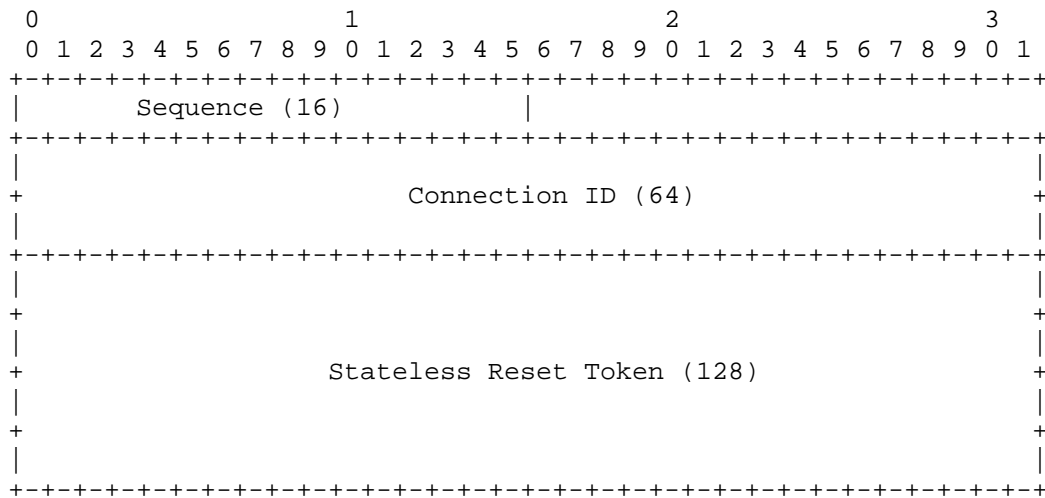 0                   1                   2                   3
 0 1 2 3 4 5 6 7 8 9 0 1 2 3 4 5 6 7 8 9 0 1 2 3 4 5 6 7 8 9 0 1
+-+-+-+-+-+-+-+-+-+-+-+-+-+-+-+-+-+-+-+-+-+-+-+-+-+-+-+-+-+-+-+-+
|       Sequence (16)           |
+-+-+-+-+-+-+-+-+-+-+-+-+-+-+-+-+-+-+-+-+-+-+-+-+-+-+-+-+-+-+-+-+
|                                                               |
+                        Connection ID (64)                     +
|                                                               |
+-+-+-+-+-+-+-+-+-+-+-+-+-+-+-+-+-+-+-+-+-+-+-+-+-+-+-+-+-+-+-+-+
|                                                               |
+                                                               +
|                                                               |
+                   Stateless Reset Token (128)                 +
|                                                               |
+                                                               +
|                                                               |
+-+-+-+-+-+-+-+-+-+-+-+-+-+-+-+-+-+-+-+-+-+-+-+-+-+-+-+-+-+-+-+-+